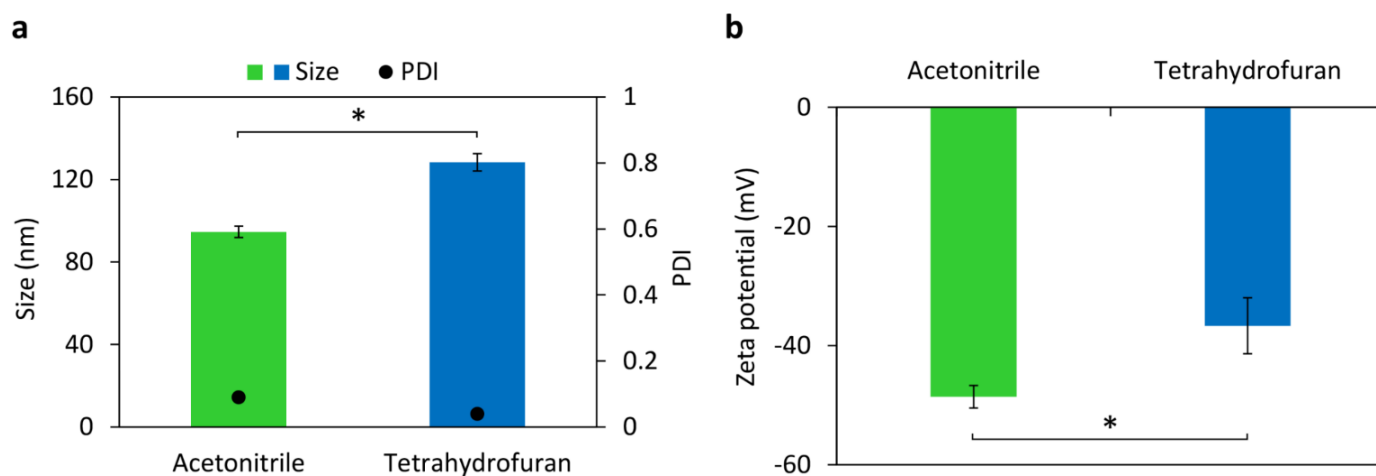 a
Size PDI
160
120
80
40
0
Size (nm)
*
1
0.8
0.6
0.4
0.2
0
PDI
Acetonitrile Tetrahydrofuran
b
Acetonitrile Tetrahydrofuran
0
-20
-40
-60
Zeta potential (mV)
*